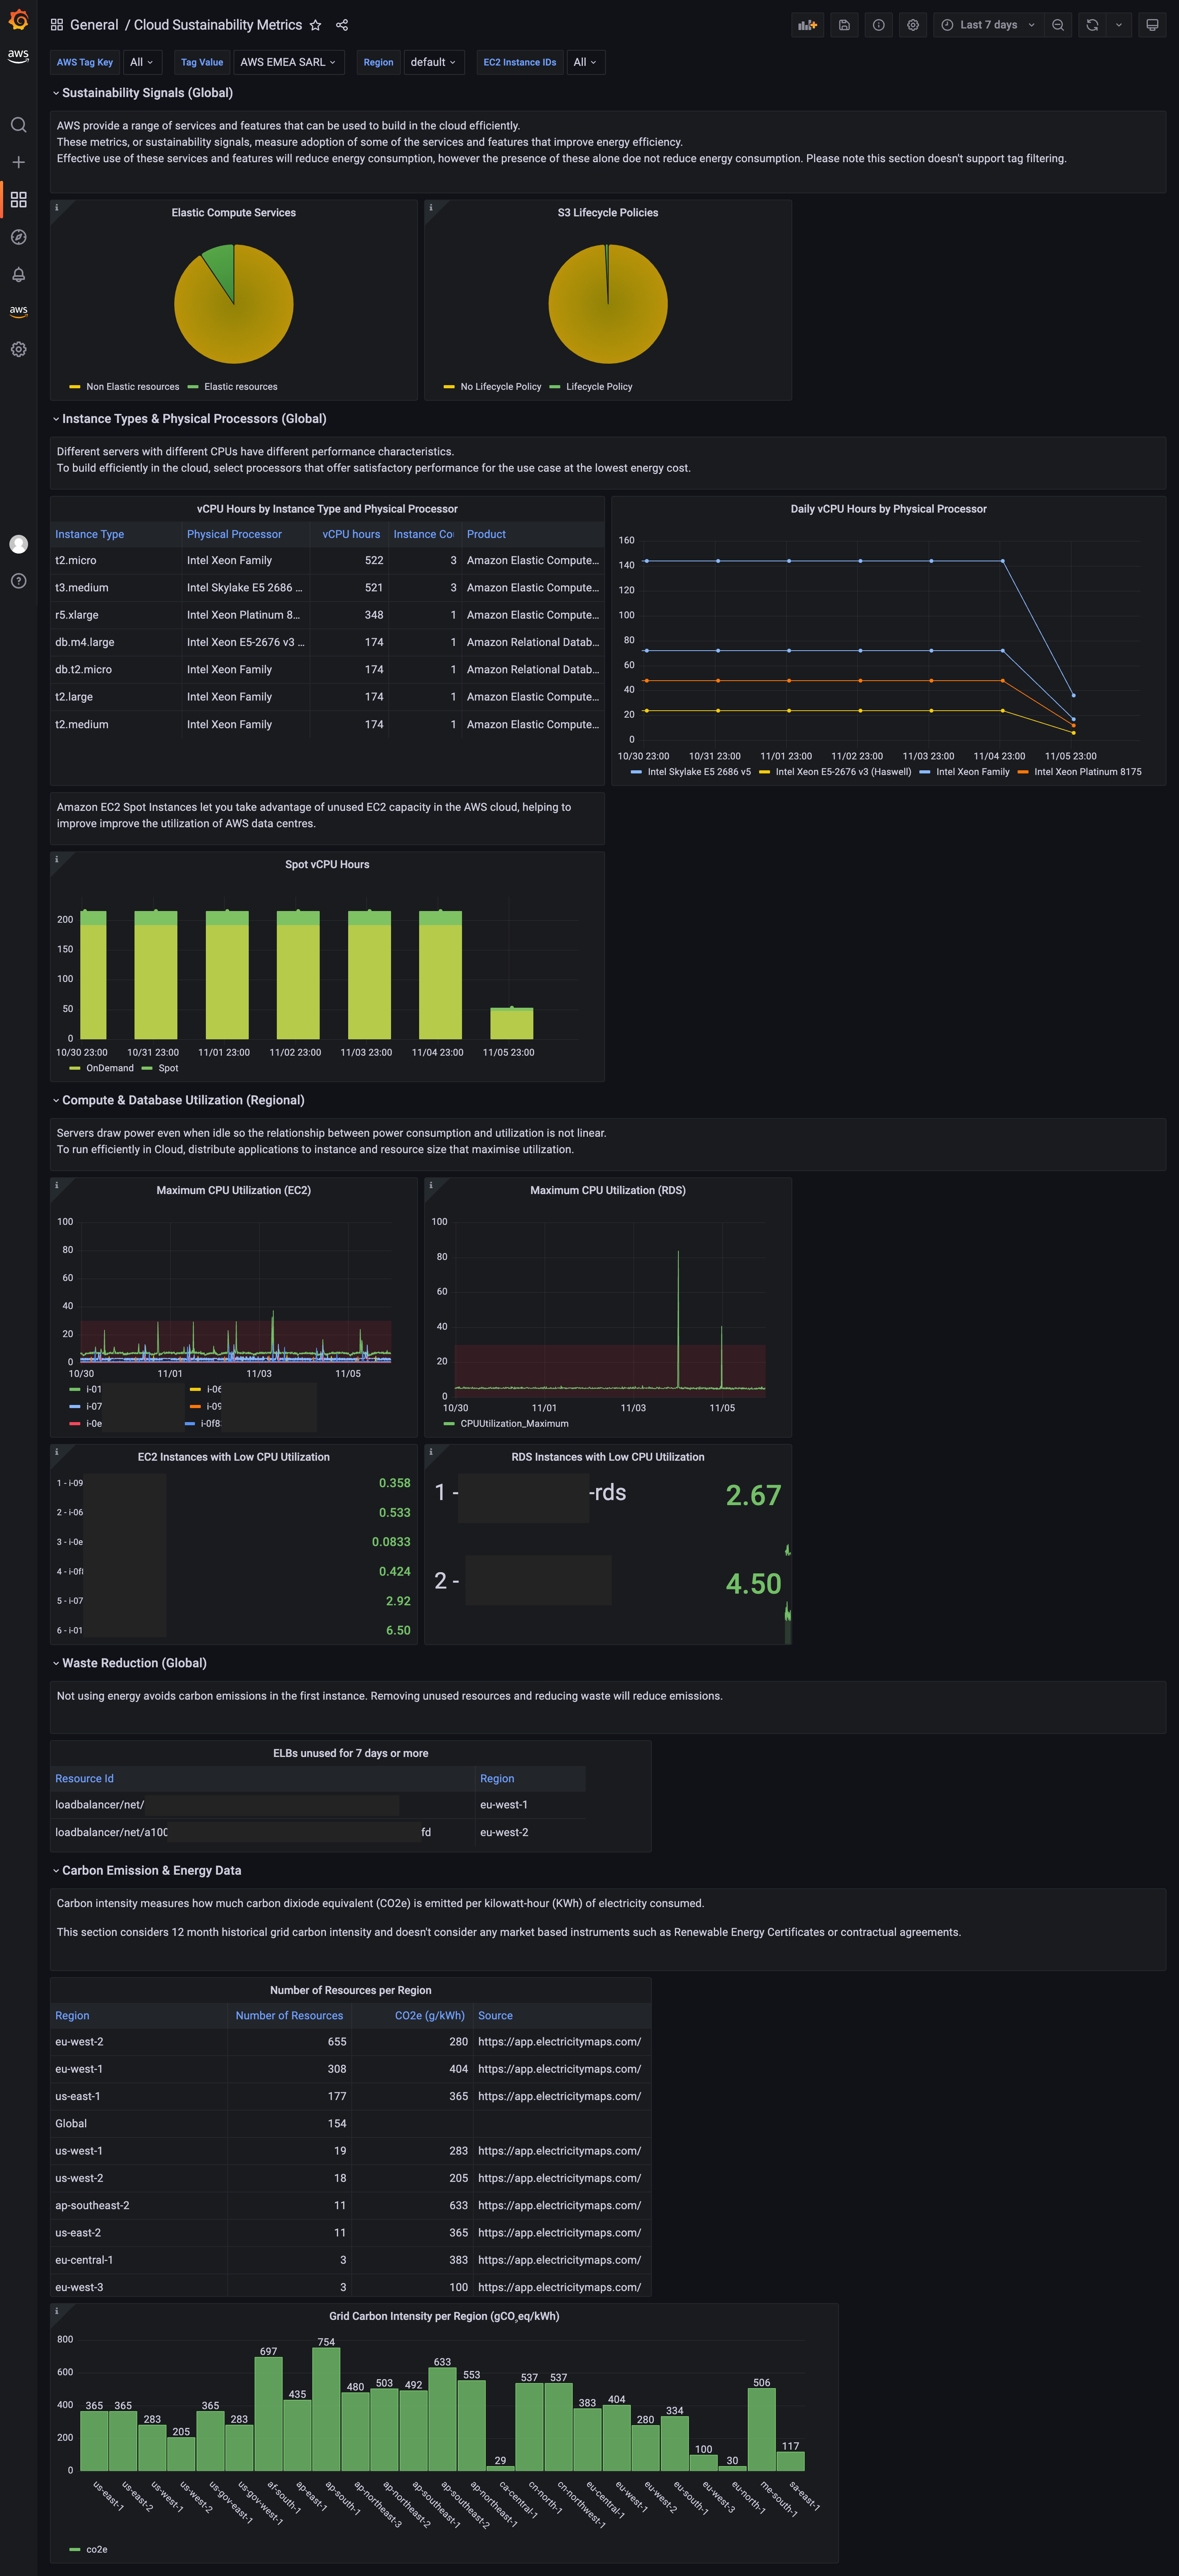 General / Cloud Sustainability Metrics
Last 7 days
aws
AWS Tag Key All Tag Value AWS EMEA SARL Region default EC2 Instance IDs All
Sustainability Signals (Global)
AWS provide a range of services and features that can be used to build in the cloud efficiently.
These metrics, or sustainability signals, measure adoption of some of the services and features that improve energy efficiency.
Effective use of these services and features will reduce energy consumption, however the presence of these alone doe not reduce energy consumption. Please note this section doesn't support tag filtering.
Elastic Compute Services
Non Elastic resources Elastic resources
S3 Lifecycle Policies
No Lifecycle Policy Lifecycle Policy
aws
Instance Types & Physical Processors (Global)
Different servers with different CPUs have different performance characteristics.
To build efficiently in the cloud, select processors that offer satisfactory performance for the use case at the lowest energy cost.
vCPU Hours by Instance Type and Physical Processor
Instance Type Physical Processor vCPU hours Instance Co Product
t2.micro Intel Xeon Family 522 3 Amazon Elastic Compute...
t3.medium Intel Skylake E5 2686 ... 521 3 Amazon Elastic Compute...
r5.xlarge Intel Xeon Platinum 8... 348 1 Amazon Elastic Compute...
db.m4.large Intel Xeon E5-2676 v3 ... 174 1 Amazon Relational Datab...
db.t2.micro Intel Xeon Family 174 1 Amazon Relational Datab...
t2.large Intel Xeon Family 174 1 Amazon Elastic Compute...
t2.medium Intel Xeon Family 174 1 Amazon Elastic Compute...
Daily vCPU Hours by Physical Processor
160
140
120
100
80
60
40
20
0
10/30 23:00 10/31 23:00 11/01 23:00 11/02 23:00 11/03 23:00 11/04 23:00 11/05 23:00
Intel Skylake E5 2686 v5 Intel Xeon E5-2676 v3 (Haswell) Intel Xeon Family Intel Xeon Platinum 8175
Amazon EC2 Spot Instances let you take advantage of unused EC2 capacity in the AWS cloud, helping to
improve improve the utilization of AWS data centres.
Spot vCPU Hours
200
150
100
50
0
10/30 23:00 10/31 23:00 11/01 23:00 11/02 23:00 11/03 23:00 11/04 23:00 11/05 23:00
OnDemand Spot
Compute & Database Utilization (Regional)
Servers draw power even when idle so the relationship between power consumption and utilization is not linear.
To run efficiently in Cloud, distribute applications to instance and resource size that maximise utilization.
Maximum CPU Utilization (EC2)
100
80
60
40
20
0
10/30 11/01 11/03 11/05
i-01 i-06
i-07 i-09
i-0e i-0f8
Maximum CPU Utilization (RDS)
100
80
60
40
20
0
10/30 11/01 11/03 11/05
CPUUtilization_Maximum
EC2 Instances with Low CPU Utilization
1 - i-09 0.358
2 - i-06 0.533
3 - i-0e 0.0833
4 - i-0f 0.424
5 - i-07 2.92
6 - i-01 6.50
RDS Instances with Low CPU Utilization
1 - -rds 2.67
2 - 4.50
Waste Reduction (Global)
Not using energy avoids carbon emissions in the first instance. Removing unused resources and reducing waste will reduce emissions.
ELBs unused for 7 days or more
Resource Id Region
loadbalancer/net/ eu-west-1
loadbalancer/net/a100 fd eu-west-2
Carbon Emission & Energy Data
Carbon intensity measures how much carbon dixiode equivalent (CO2e) is emitted per kilowatt-hour (KWh) of electricity consumed.
This section considers 12 month historical grid carbon intensity and doesn't consider any market based instruments such as Renewable Energy Certificates or contractual agreements.
Number of Resources per Region
Region Number of Resources CO2e (g/kWh) Source
eu-west-2 655 280 https://app.electricitymaps.com/
eu-west-1 308 404 https://app.electricitymaps.com/
us-east-1 177 365 https://app.electricitymaps.com/
Global 154
us-west-1 19 283 https://app.electricitymaps.com/
us-west-2 18 205 https://app.electricitymaps.com/
ap-southeast-2 11 633 https://app.electricitymaps.com/
us-east-2 11 365 https://app.electricitymaps.com/
eu-central-1 3 383 https://app.electricitymaps.com/
eu-west-3 3 100 https://app.electricitymaps.com/
Grid Carbon Intensity per Region (gCO₂eq/kWh)
800
600
400
200
0
365 365 283 205 365 283 697 435 754 480 503 492 633 553 29 537 537 383 404 280 334 100 30 506 117
us-east-1 us-east-2 us-west-1 us-west-2 us-gov-east-1 us-gov-west-1 af-south-1 ap-east-1 ap-south-1 ap-northeast-3 ap-northeast-2 ap-southeast-1 ap-southeast-2 ap-northeast-1 ca-central-1 cn-north-1 cn-northwest-1 eu-central-1 eu-west-1 eu-west-2 eu-south-1 eu-west-3 eu-north-1 me-south-1 sa-east-1
co2e